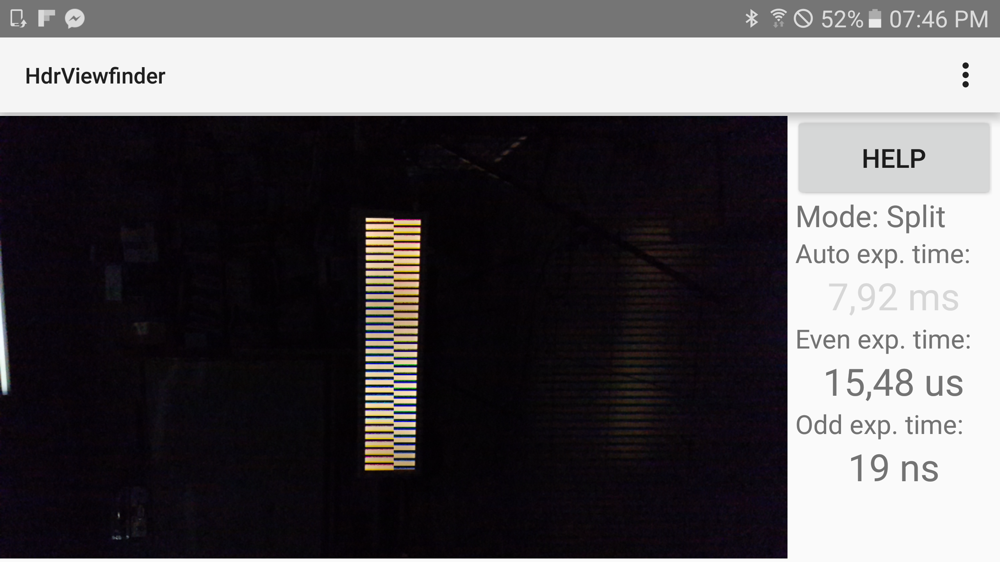 52% 07:46 PM
HdrViewfinder
HELP
Mode: Split
Auto exp. time:
7,92 ms
Even exp. time:
15,48 us
Odd exp. time:
19 ns